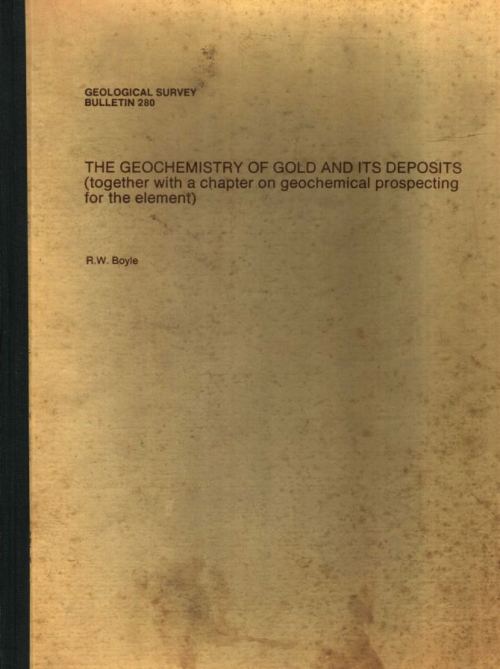 GEOLOGICAL SURVEY
BULLETIN 280
THE GEOCHEMISTRY OF GOLD AND ITS DEPOSITS
(together with a chapter on geochemical prospecting
for the element)
R.W. Boyle